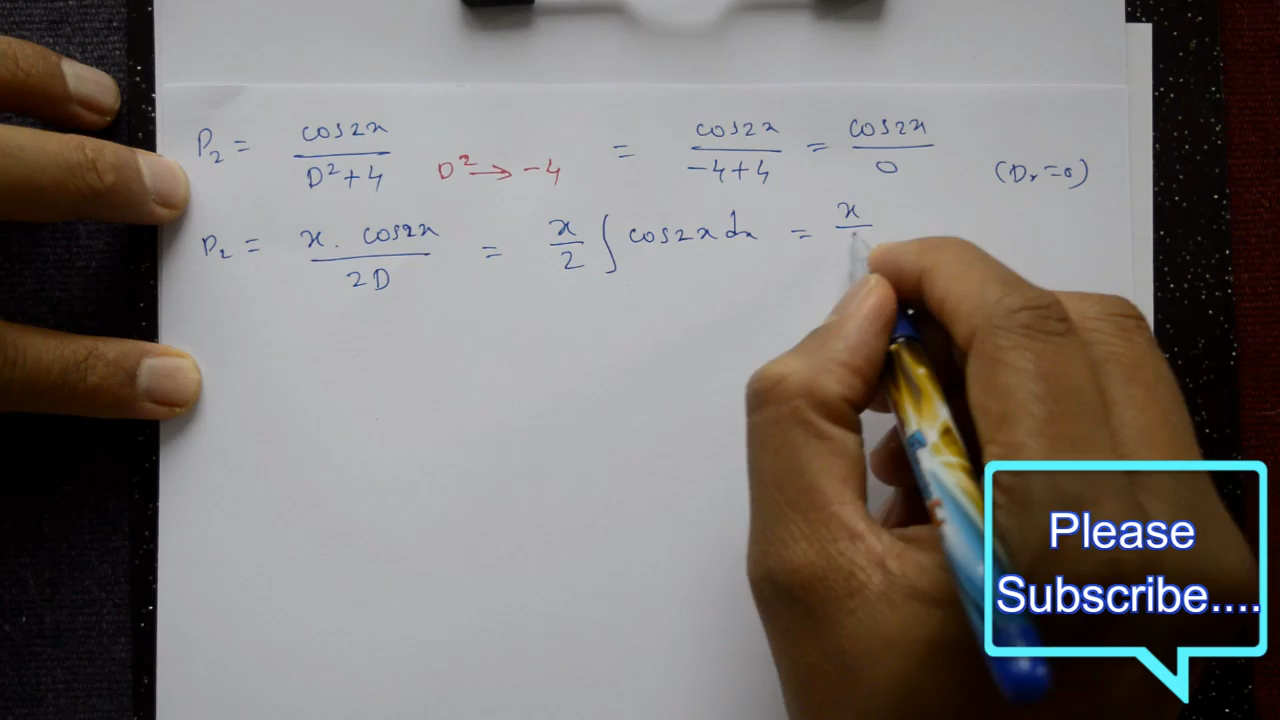 P₂ = cos2x / D²+4 D² → -4 = cos2x / -4+4 = cos2x / 0 (Dr = 0)
P₂ = x. cos2x / 2D = x/2 ∫ cos2x dx = x
Please
Subscribe....